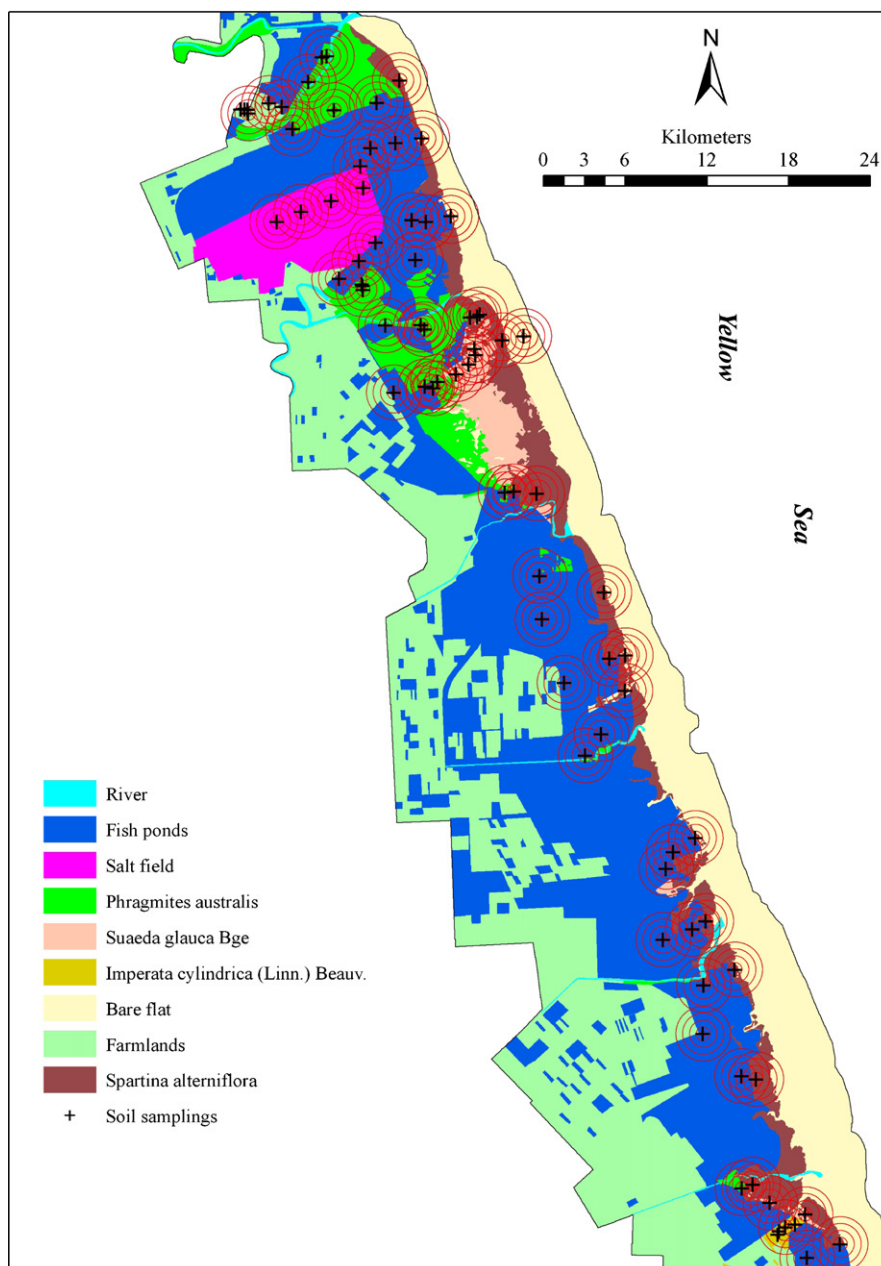 N
Kilometers
0 3 6 12 18 24
Yellow
Sea
River
Fish ponds
Salt field
Phragmites australis
Suaeda glauca Bge
Imperata cylindrica (Linn.) Beauv.
Bare flat
Farmlands
Spartina alterniflora
Soil samplings